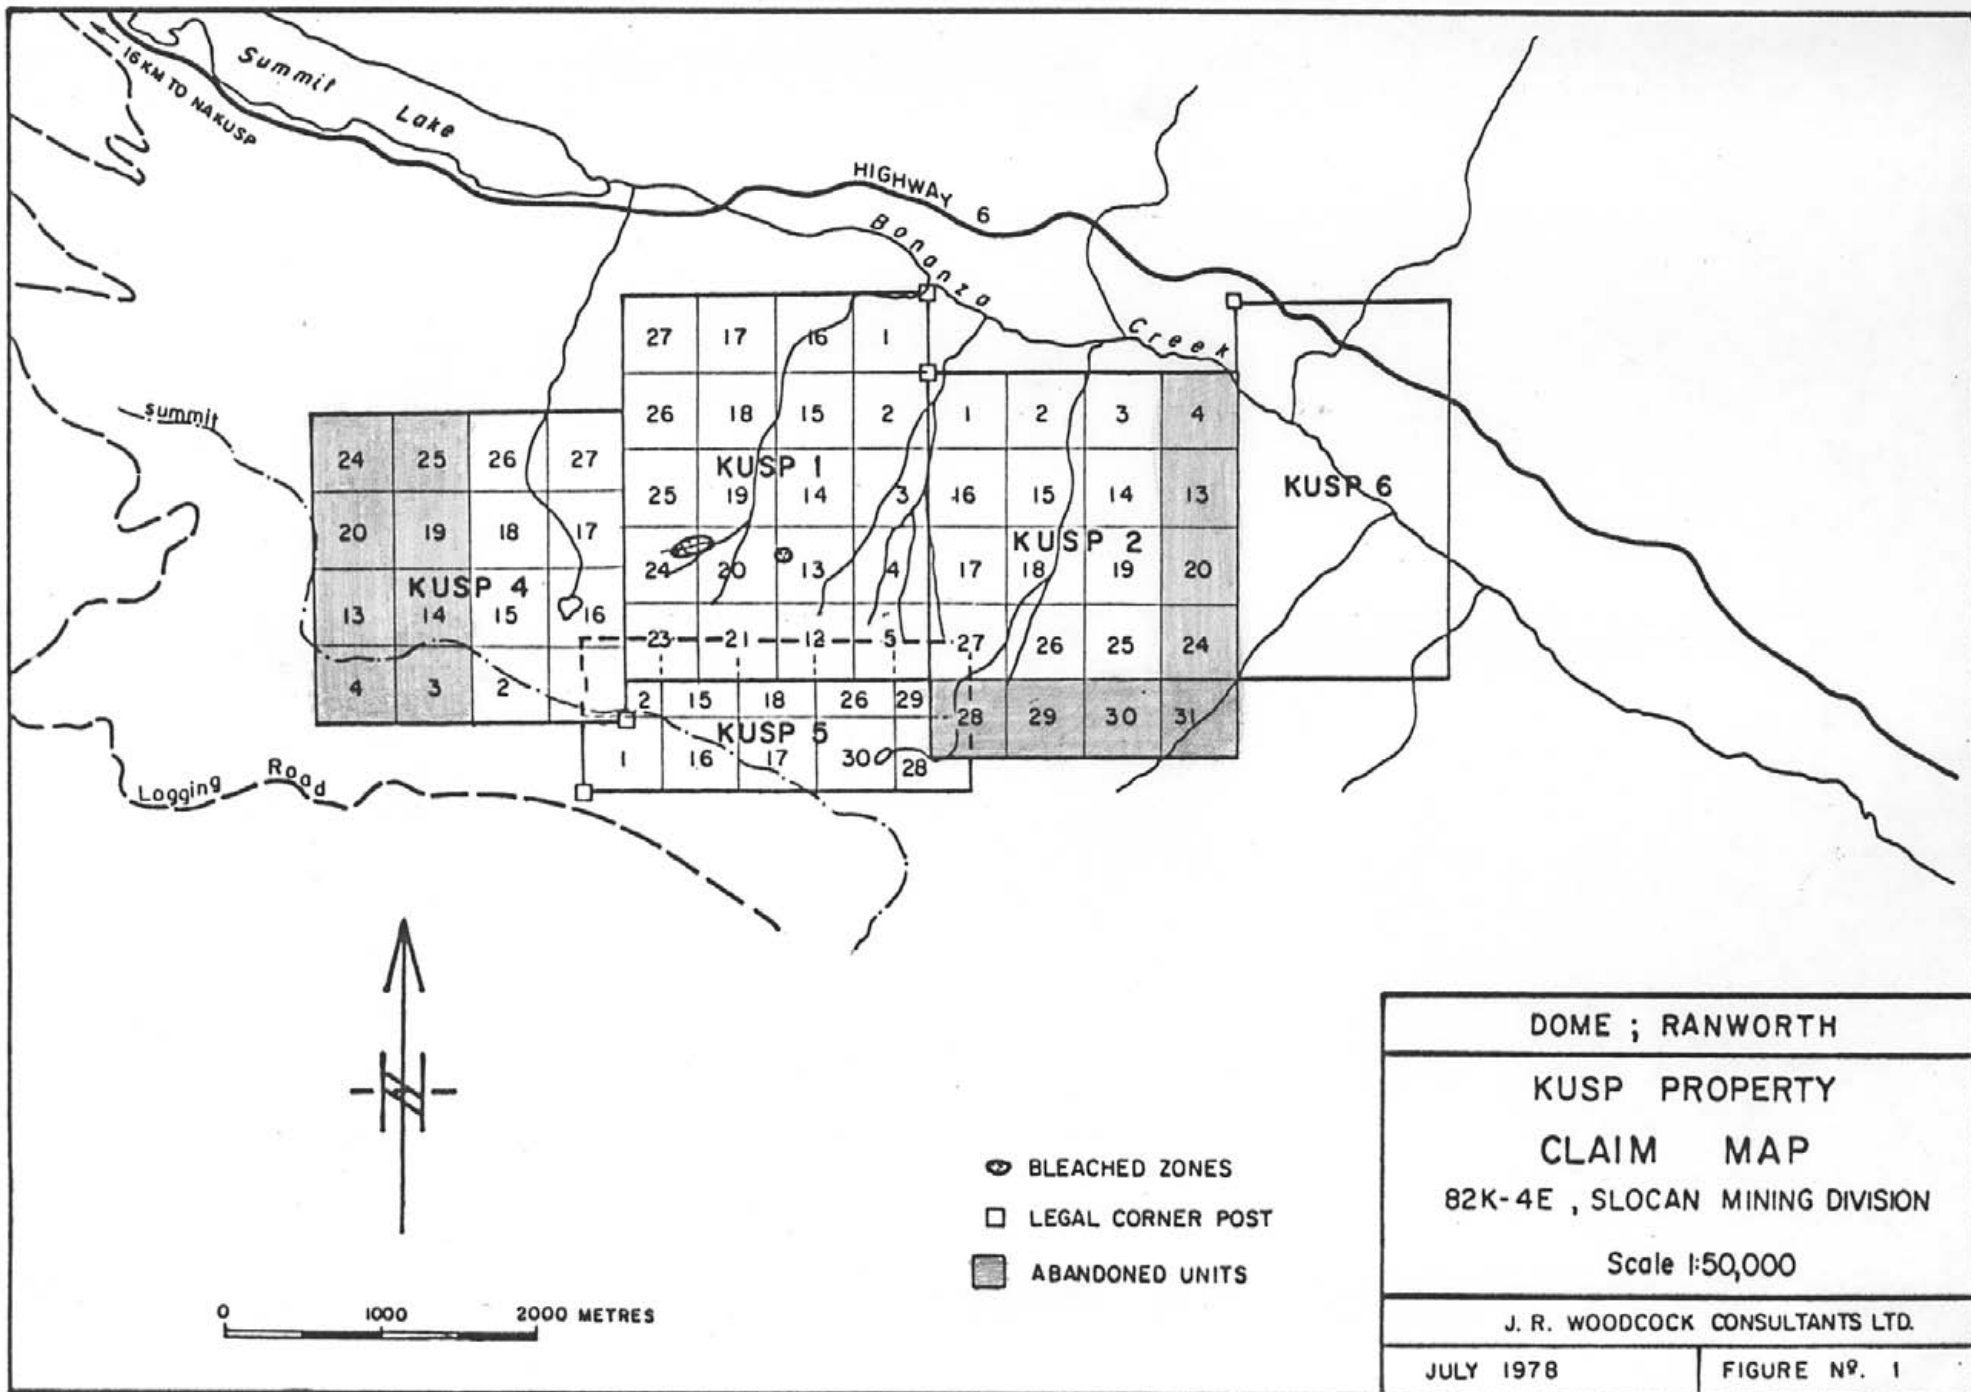 Summit
Lake
16 KM TO NAKUSP
HIGHWAY 6
Bonanza
Creek
summit
27 17 16 1
26 18 15 2
KUSP 1
25 19 14 3
24 20 13 4
23 21 12 5
1 2 3 4
16 15 14 13
KUSP 2
17 18 19 20
27 26 25 24
28 29 30 31
KUSP 6
24 25 26 27
20 19 18 17
KUSP 4
13 14 15 16
4 3 2
2 15 18 26 29
KUSP 5
1 16 17 30 28
Logging Road
N
0 1000 2000 METRES
BLEACHED ZONES
LEGAL CORNER POST
ABANDONED UNITS
DOME ; RANWORTH
KUSP PROPERTY
CLAIM MAP
82K-4E , SLOCAN MINING DIVISION
Scale 1:50,000
J. R. WOODCOCK CONSULTANTS LTD.
JULY 1978
FIGURE Nº. 1